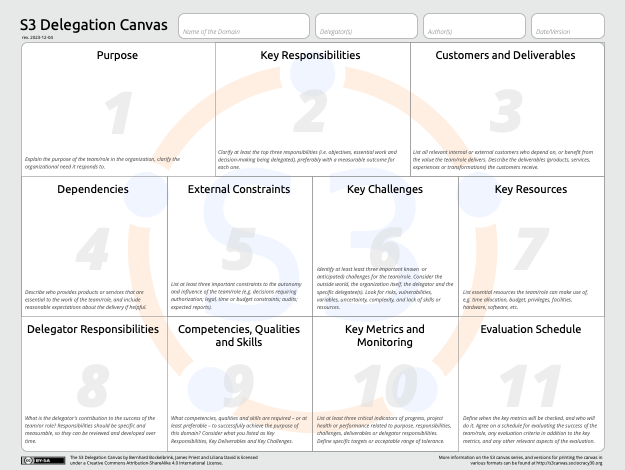 S3 Delegation Canvas
rev. 2023-12-06
Name of the Domain
Delegator(s)
Author(s)
Date/Version
Purpose
1
Explain the purpose of the team/role in the organization, clarify the
organizational need it responds to.
Key Responsibilities
2
Clarify at least the top three responsibilities (i.e. objectives, essential work and
decision-making being delegated), preferably with a measurable outcome for
each one.
Customers and Deliverables
3
List all relevant internal or external customers who depend on, or benefit from
the value the team/role delivers. Describe the deliverables (products, services,
experiences or transformations) the customers receive.
Dependencies
4
Describe who provides products or services that are
essential to the work of the team/role, and include
reasonable expectations about the delivery if helpful.
External Constraints
5
List at least three important constraints to the autonomy
and influence of the team/role (e.g. decisions requiring
authorization; legal, time or budget constraints; audits;
expected reports).
Key Challenges
6
Identify at least least three important known -or
anticipated) challenges for the team/role. Consider the
outside world, the organization itself, the delegator and the
specific delegatee(s). Look for risks, vulnerabilities,
variables, uncertainty, complexity, and lack of skills or
resources.
Key Resources
7
List essential resources the team/role can make use of,
e.g. time allocation, budget, privileges, facilities,
hardware, software, etc.
Delegator Responsibilities
8
What is the delegator's contribution to the success of the
team/or role? Responsibilities should be specific and
measurable, so they can be reviewed and developed over
time.
Competencies, Qualities
and Skills
9
What competencies, qualities and skills are required – or at
least preferable – to successfully achieve the purpose of
this domain? Consider what you listed as Key
Responsibilities, Key Deliverables and Key Challenges.
Key Metrics and
Monitoring
10
List at least three critical indicators of progress, project
health or performance related to purpose, responsibilities,
challenges, deliverables or delegator responsibilities.
Define specific targets or acceptable range of tolerance.
Evaluation Schedule
11
Define when the key metrics will be checked, and who will
do it. Agree on a schedule for evaluating the success of the
team/role, any evaluation criteria in addition to the key
metrics, and any other relevant aspects of the evaluation.
S3
BY-SA
The S3 Delegation Canvas by Bernhard Bockelbrink, James Priest and Liliana David is licensed
under a Creative Commons Attribution-ShareAlike 4.0 International License.
More information on the S3 canvas series, and versions for printing the canvas in
various formats can be found at http://s3canvas.sociocracy30.org